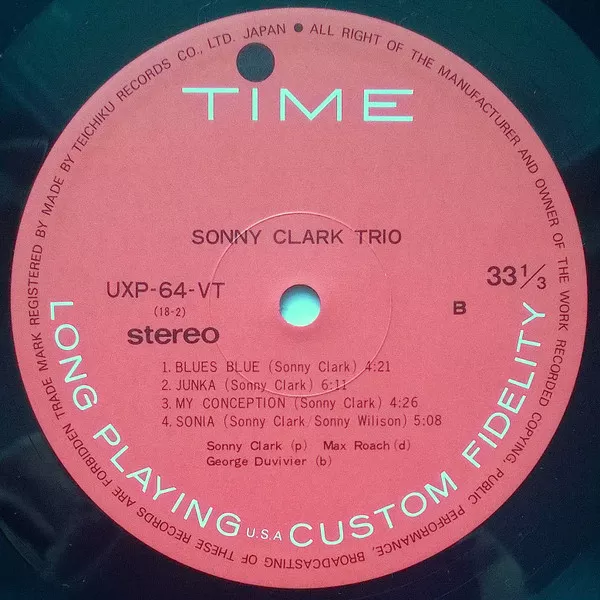 MADE BY TEICHIKU RECORDS CO., LTD. JAPAN ● ALL RIGHT OF THE MANUFACTURER AND OWNER OF THE WORK RECORDED COPYING, PUBLIC PERFORMANCE, BROADCASTING OF THESE RECORDS ARE FORBIDDEN TRADE MARK REGISTERED BY
TIME
SONNY CLARK TRIO
UXP-64-VT
(18-2)
stereo
33 1/3
B
1. BLUES BLUE (Sonny Clark) 4:21
2. JUNKA (Sonny Clark) 6:11
3. MY CONCEPTION (Sonny Clark) 4:26
4. SONIA (Sonny Clark/Sonny Wilison) 5:08
Sonny Clark (p) Max Roach (d)
George Duvivier (b)
LONG PLAYING U.S.A CUSTOM FIDELITY